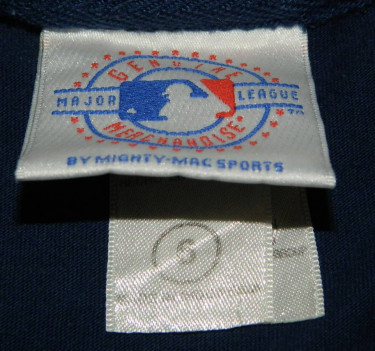 GENUINE
MAJOR LEAGUE
MERCHANDISE
BY MIGHTY-MAC SPORTS
S